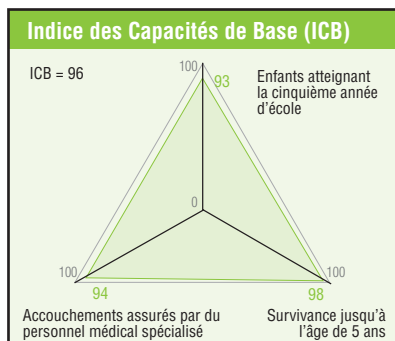 Indice des Capacités de Base (ICB)
ICB = 96
100
93
Enfants atteignant
la cinquième année
d'école
0
100
94
100
98
Accouchements assurés par du
personnel médical spécialisé
Survivance jusqu'à
l'âge de 5 ans